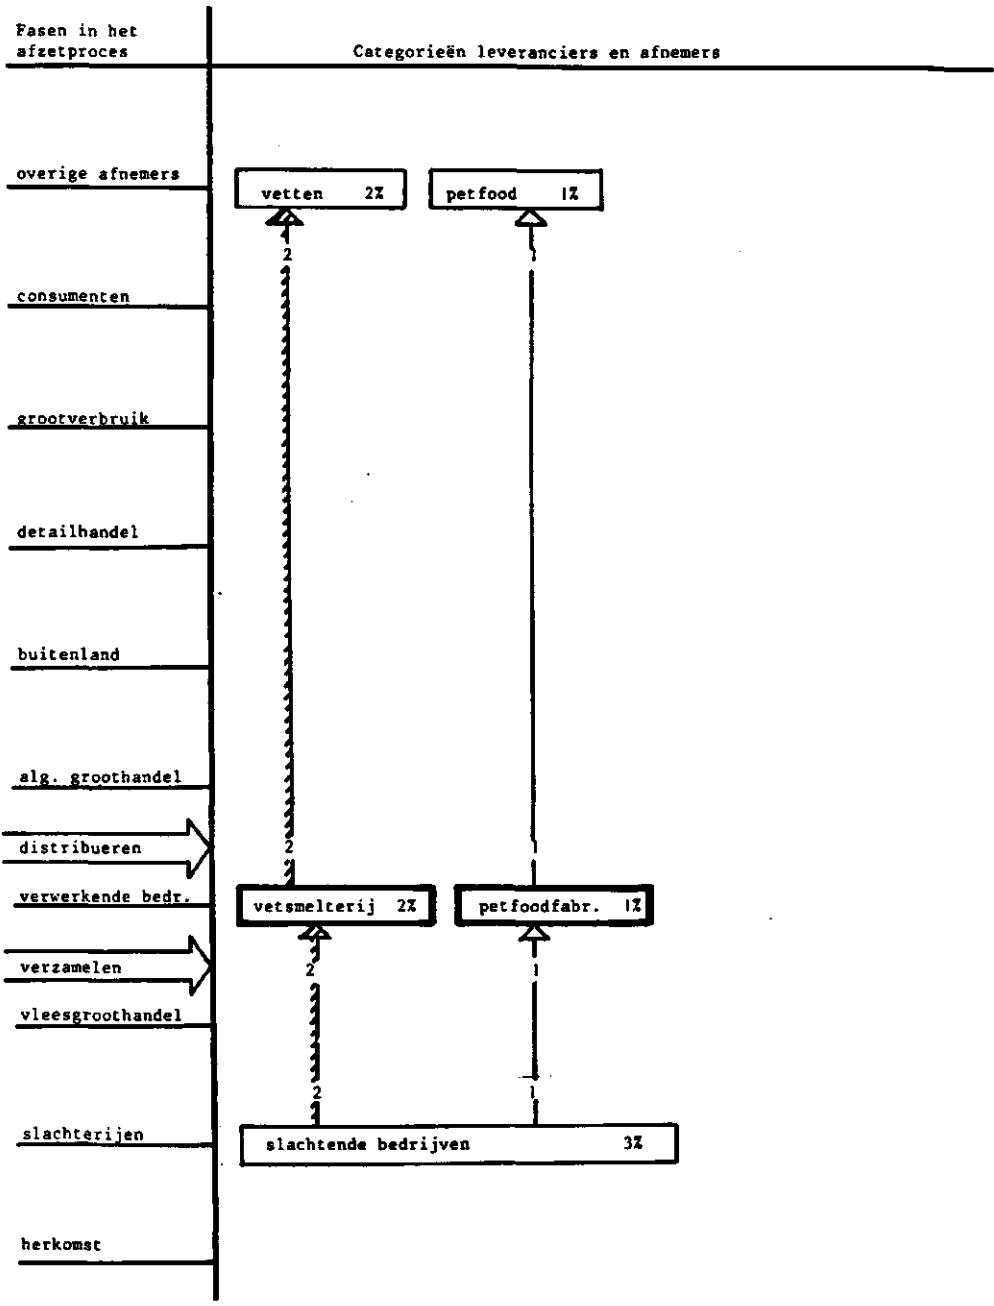 Fasen in het
afzetproces
Categorieën leveranciers en afnemers
overige afnemers
vetten 2%
petfood 1%
2
1
consumenten
grootverbruik
detailhandel
buitenland
alg. groothandel
2
1
distribueren
verwerkende bedr.
vetsmelterij 2%
petfoodfabr. 1%
verzamelen
2
1
vleesgroothandel
2
1
slachterijen
slachtende bedrijven 3%
herkomst